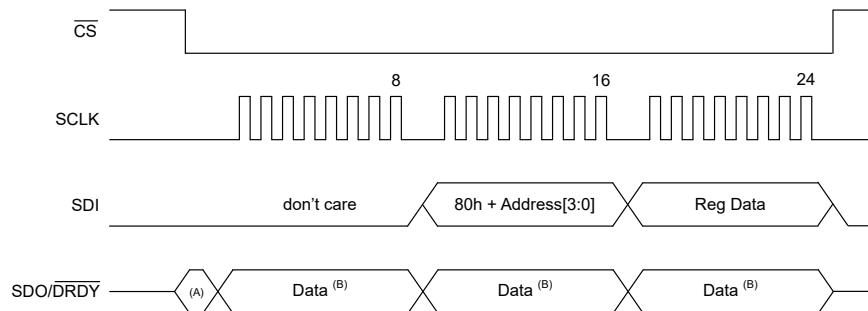 CS
8 16 24
SCLK
SDI don't care 80h + Address[3:0] Reg Data
SDO/DRDY (A) Data (B) Data (B) Data (B)